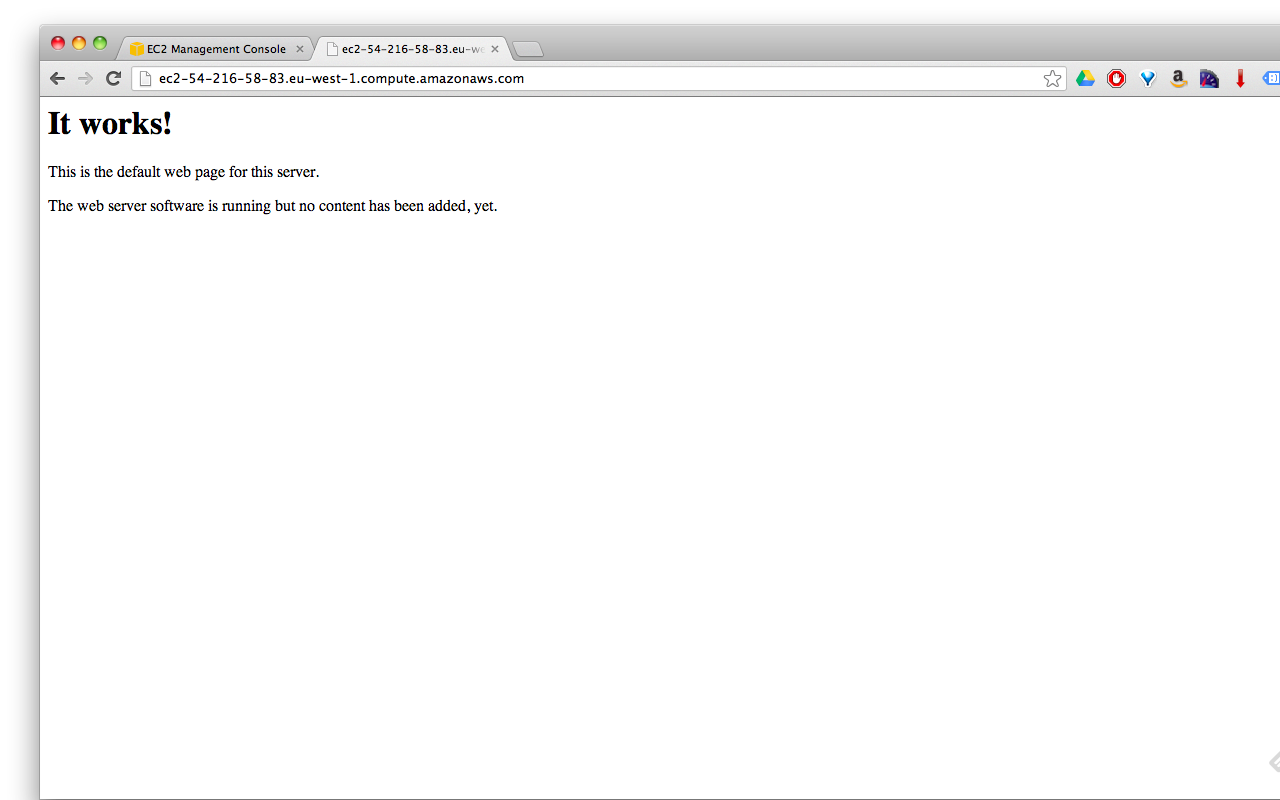 EC2 Management Console
ec2-54-216-58-83.eu-we
ec2-54-216-58-83.eu-west-1.compute.amazonaws.com
It works!
This is the default web page for this server.
The web server software is running but no content has been added, yet.